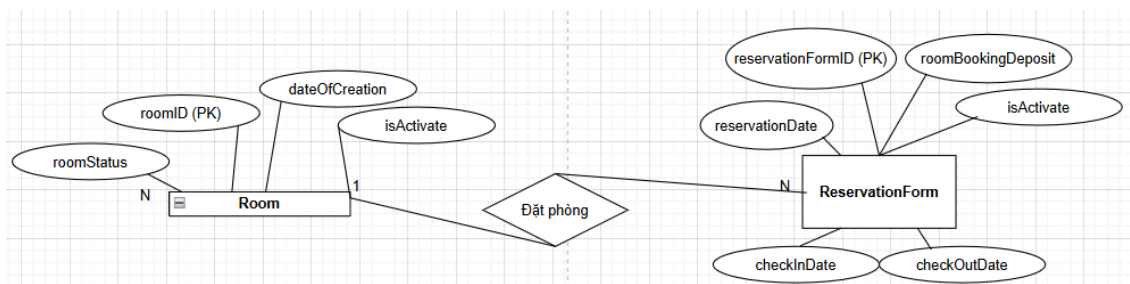 reservationFormID (PK)
roomBookingDeposit
dateOfCreation
roomID (PK)
isActivate
isActivate
reservationDate
roomStatus
N
1
Room
N
ReservationForm
Đặt phòng
checkInDate
checkOutDate